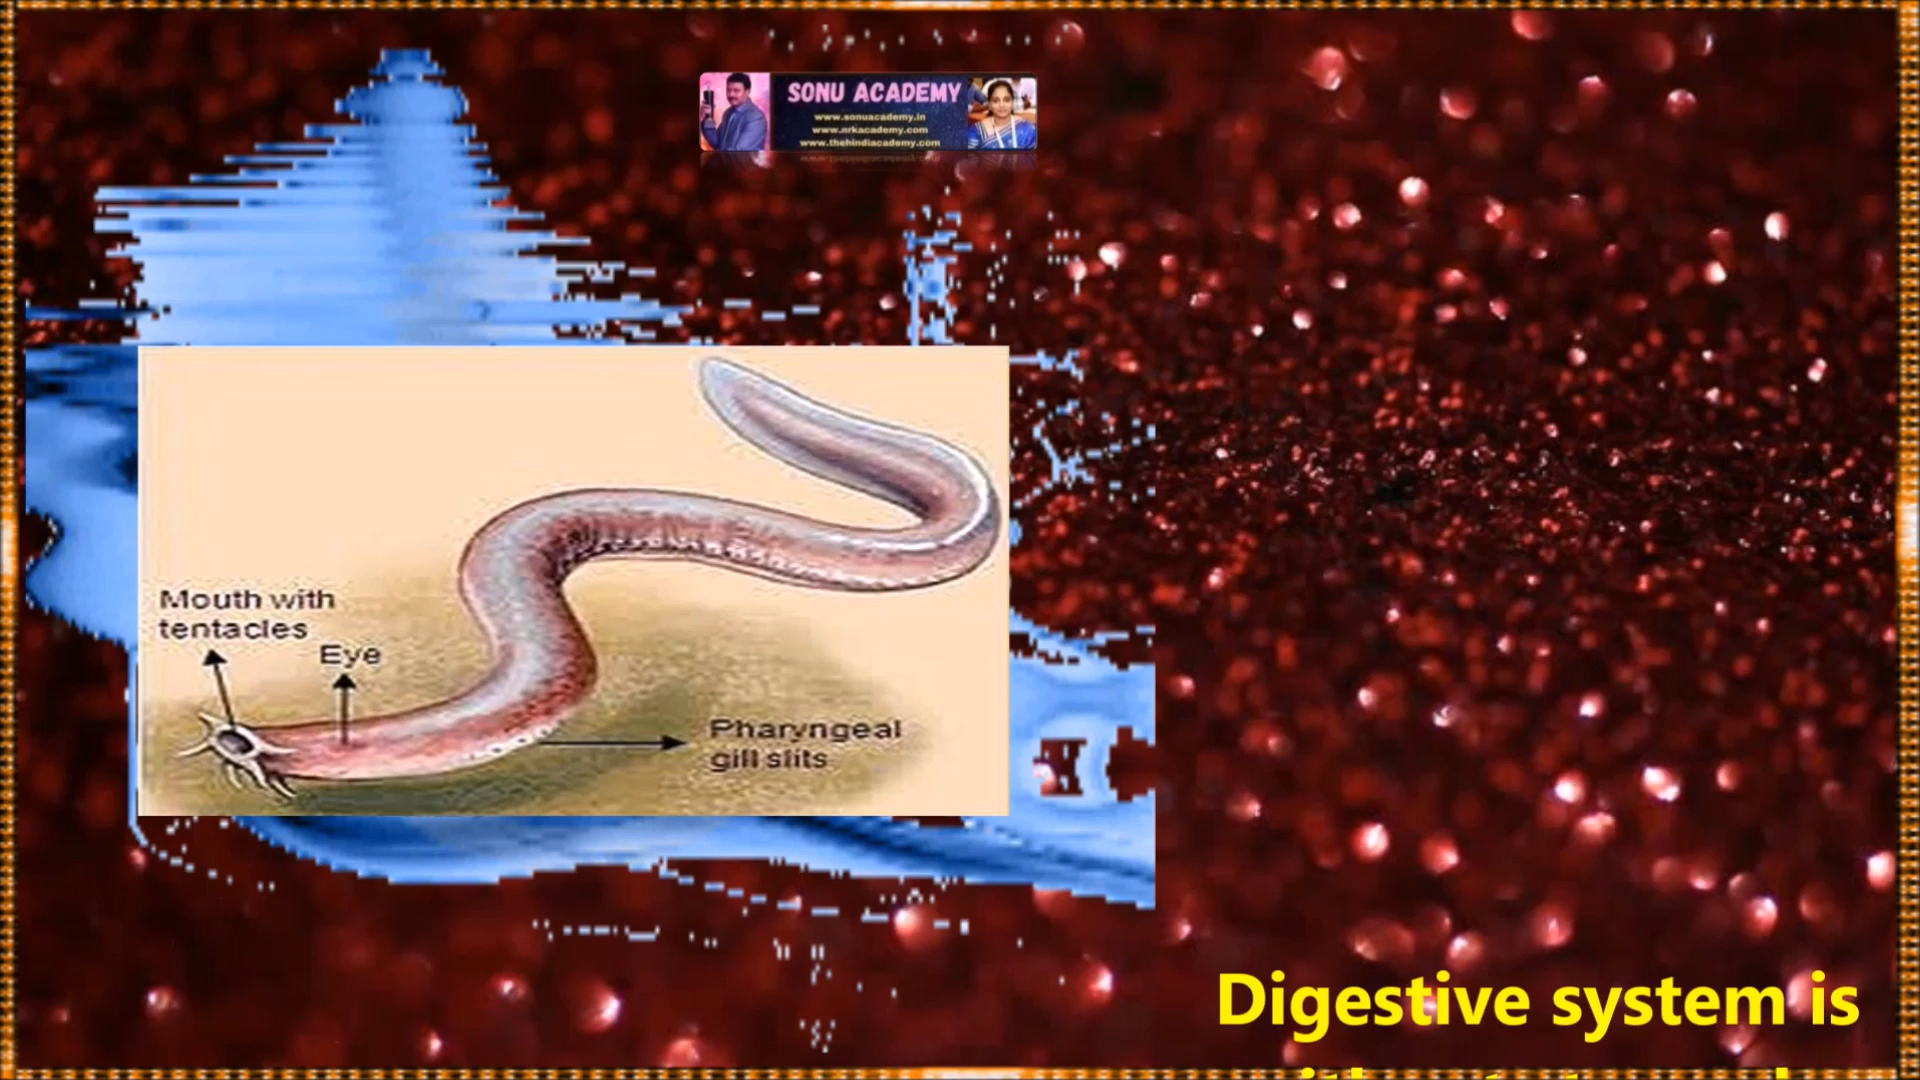 SONU ACADEMY
www.sonuacademy.in
www.nrkacademy.com
www.thehindiacademy.com
Mouth with
tentacles
Eye
Pharyngeal
gill slits
Digestive system is